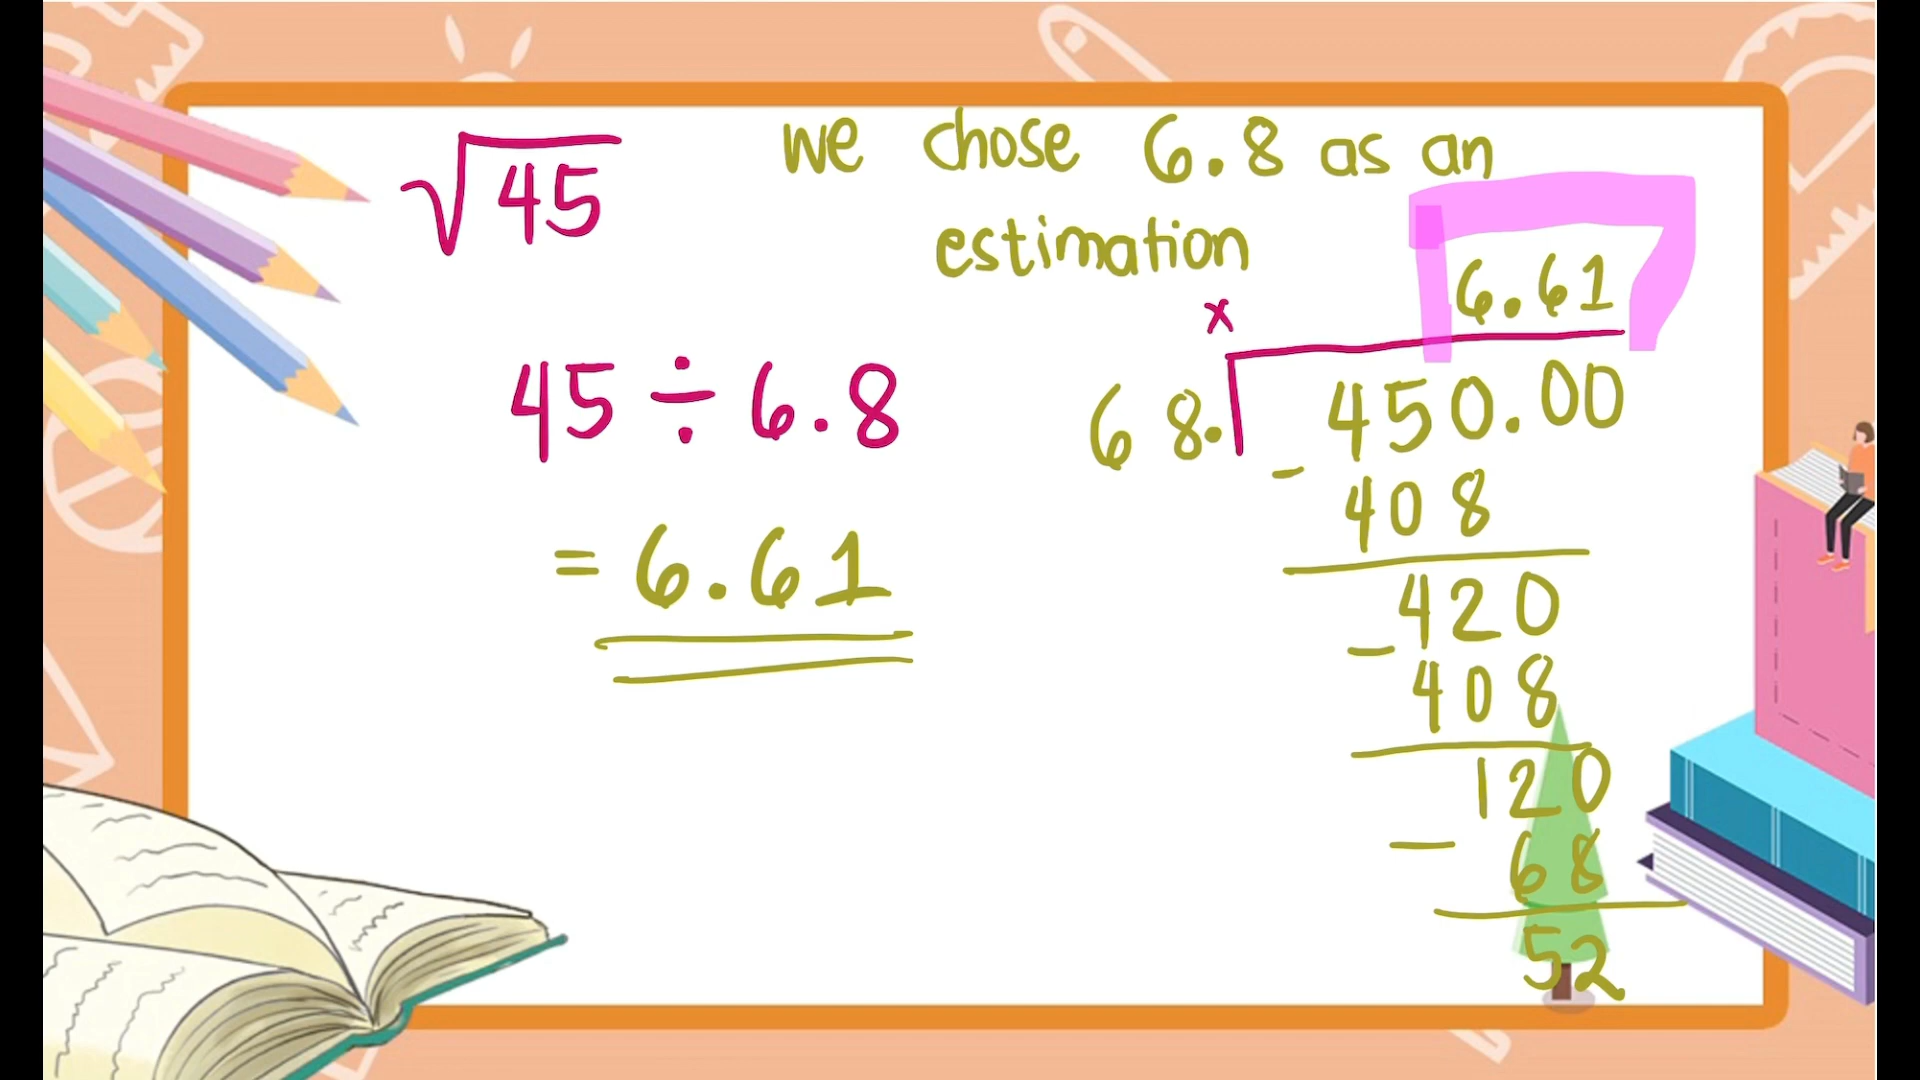 √45
we chose 6.8 as an
estimation
6.61
x
45 ÷ 6.8
68. 450.00
- 408
= 6.61
420
- 408
120
- 68
52